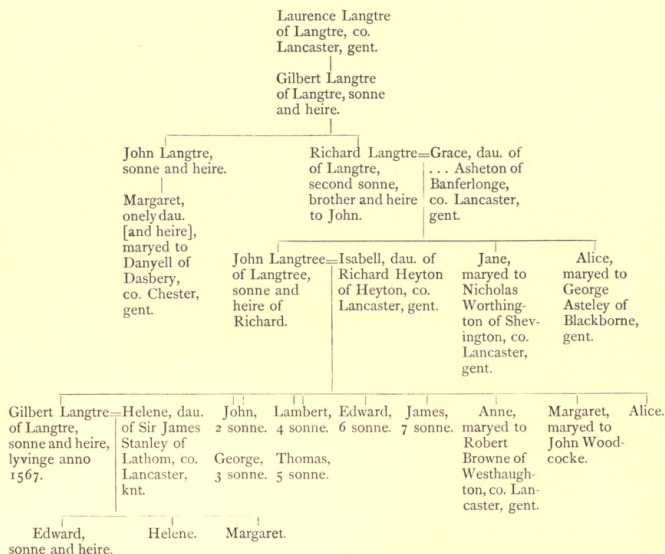 Laurence Langtre
of Langtre, co.
Lancaster, gent.
Gilbert Langtre
of Langtre, sonne
and heire.
John Langtre,
sonne and heire.
Margaret,
onely dau.
[and heire],
maryed to
Danyell of
Dasbery,
co. Chester,
gent.
Richard Langtre=
of Langtre,
second sonne,
brother and heire
to John.
Grace, dau. of
. . . Asheton of
Banferlonge,
co. Lancaster,
gent.
John Langtree=
of Langtree,
sonne and
heire of
Richard.
Isabell, dau. of
Richard Heyton
of Heyton, co.
Lancaster, gent.
Jane,
maryed to
Nicholas
Worthing-
ton of Shev-
ington, co.
Lancaster,
gent.
Alice,
maryed to
George
Asteley of
Blackborne,
gent.
Gilbert Langtre=
of Langtre,
sonne and heire,
lyvinge anno
1567.
Helene, dau.
of Sir James
Stanley of
Lathom, co.
Lancaster,
knt.
John,
2 sonne.
George,
3 sonne.
Lambert,
4 sonne.
Thomas,
5 sonne.
Edward,
6 sonne.
James,
7 sonne.
Anne,
maryed to
Robert
Browne of
Westhaugh-
ton, co. Lan-
caster, gent.
Margaret,
maryed to
John Wood-
cocke.
Alice.
Edward,
sonne and heire.
Helene.
Margaret.